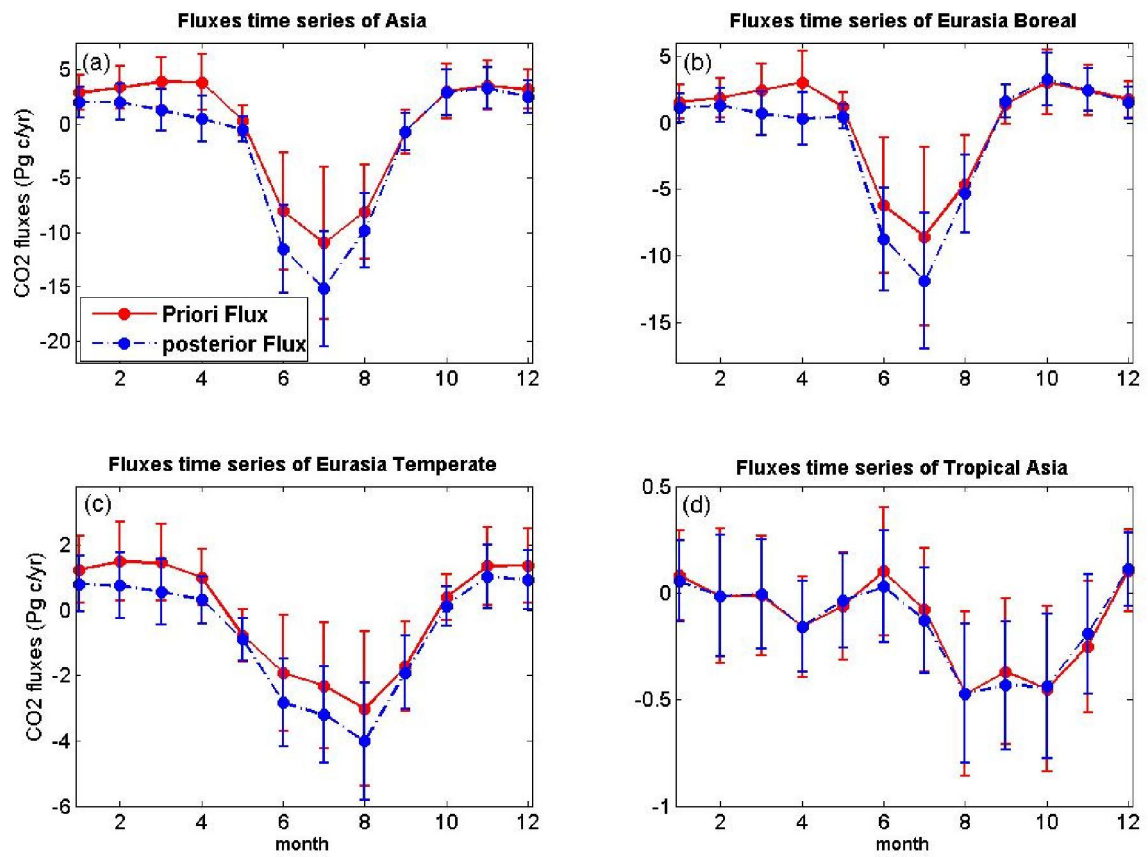 Fluxes time series of Asia
(a)
CO2 fluxes (Pg c/yr)
5
0
-5
-10
-15
-20
Priori Flux
posterior Flux
2 4 6 8 10 12
Fluxes time series of Eurasia Boreal
(b)
5
0
-5
-10
-15
2 4 6 8 10 12
Fluxes time series of Eurasia Temperate
(c)
CO2 fluxes (Pg c/yr)
2
0
-2
-4
-6
2 4 6 8 10 12
month
Fluxes time series of Tropical Asia
(d)
0.5
0
-0.5
-1
2 4 6 8 10 12
month